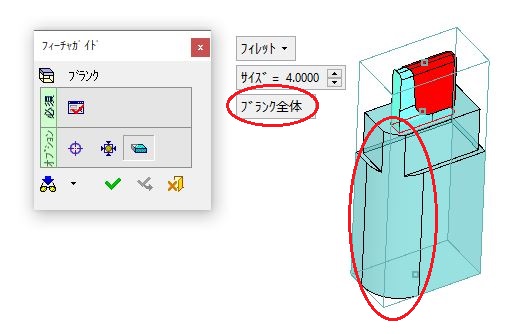 フィーチャガイド
ブランク
必須
オプション
フィレット
サイズ = 4.0000
ブランク全体